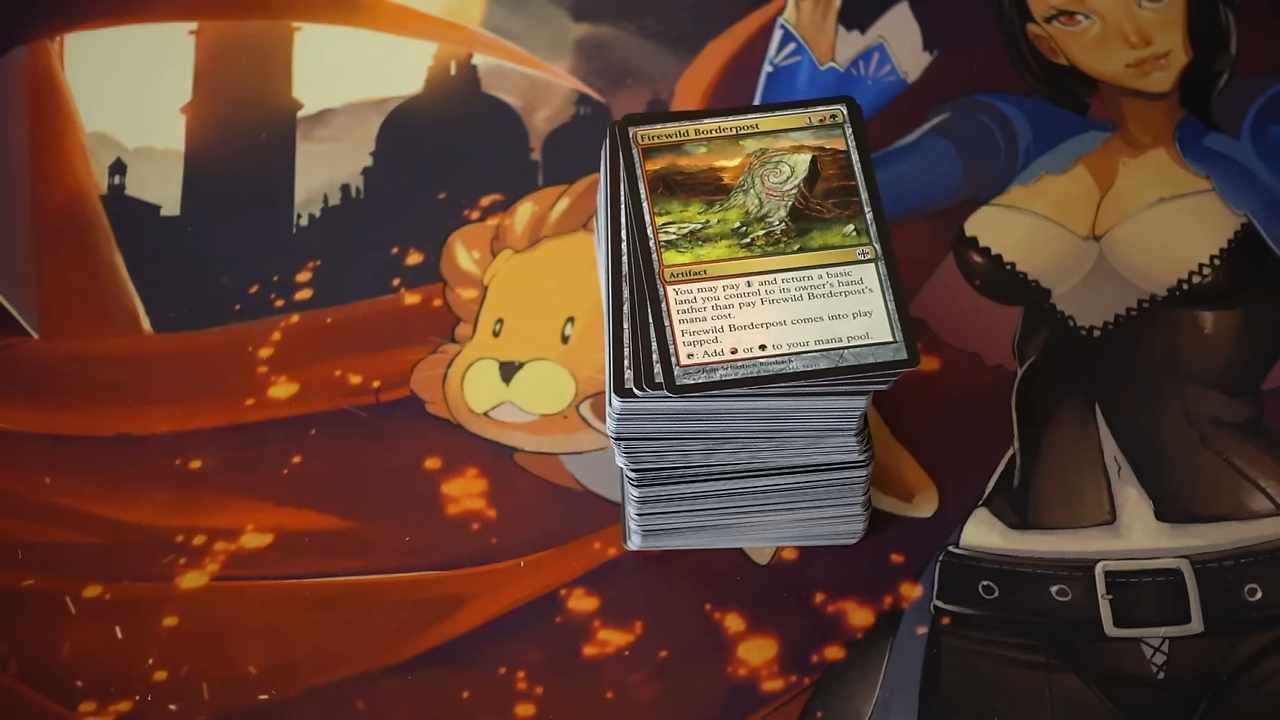 Firewild Borderpost 1
Artifact
You may pay 1 and return a basic
land you control to its owner's hand
rather than pay Firewild Borderpost's
mana cost.
Firewild Borderpost comes into play
tapped.
: Add or to your mana pool.
Jean-Sébastien Rossbach